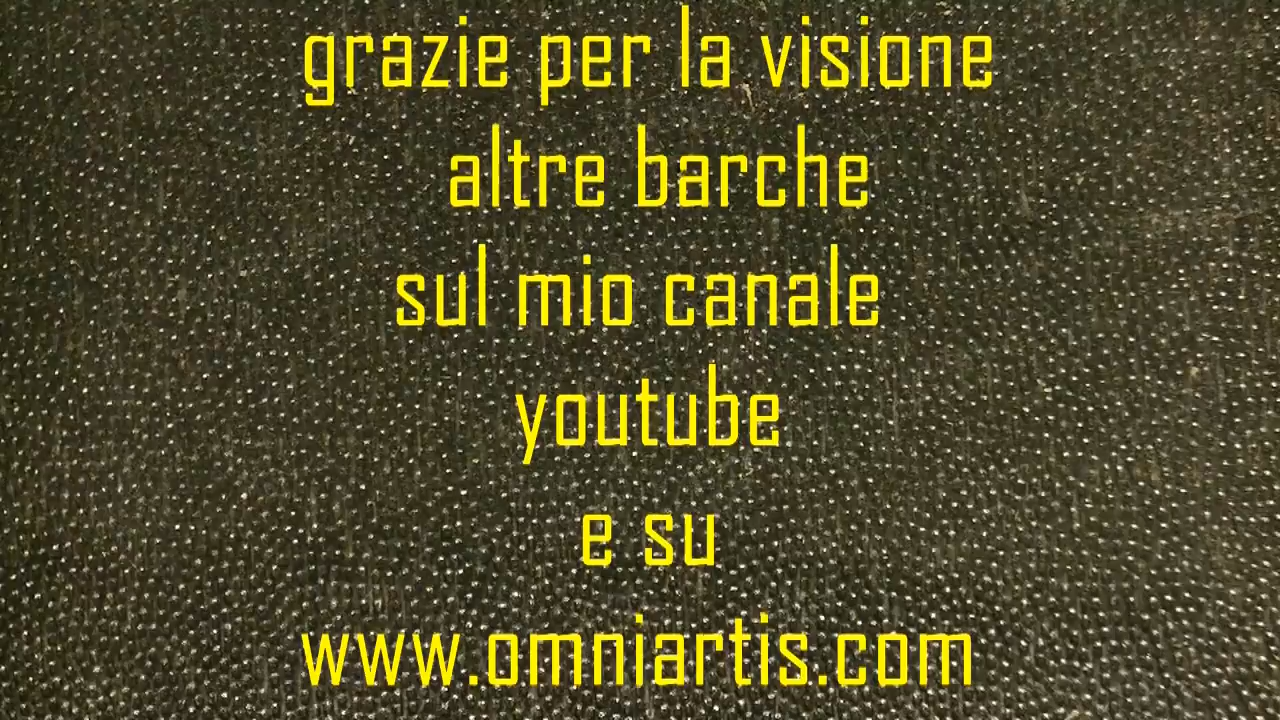 grazie per la visione
altre barche
sul mio canale
youtube
e su
www.omniartis.com